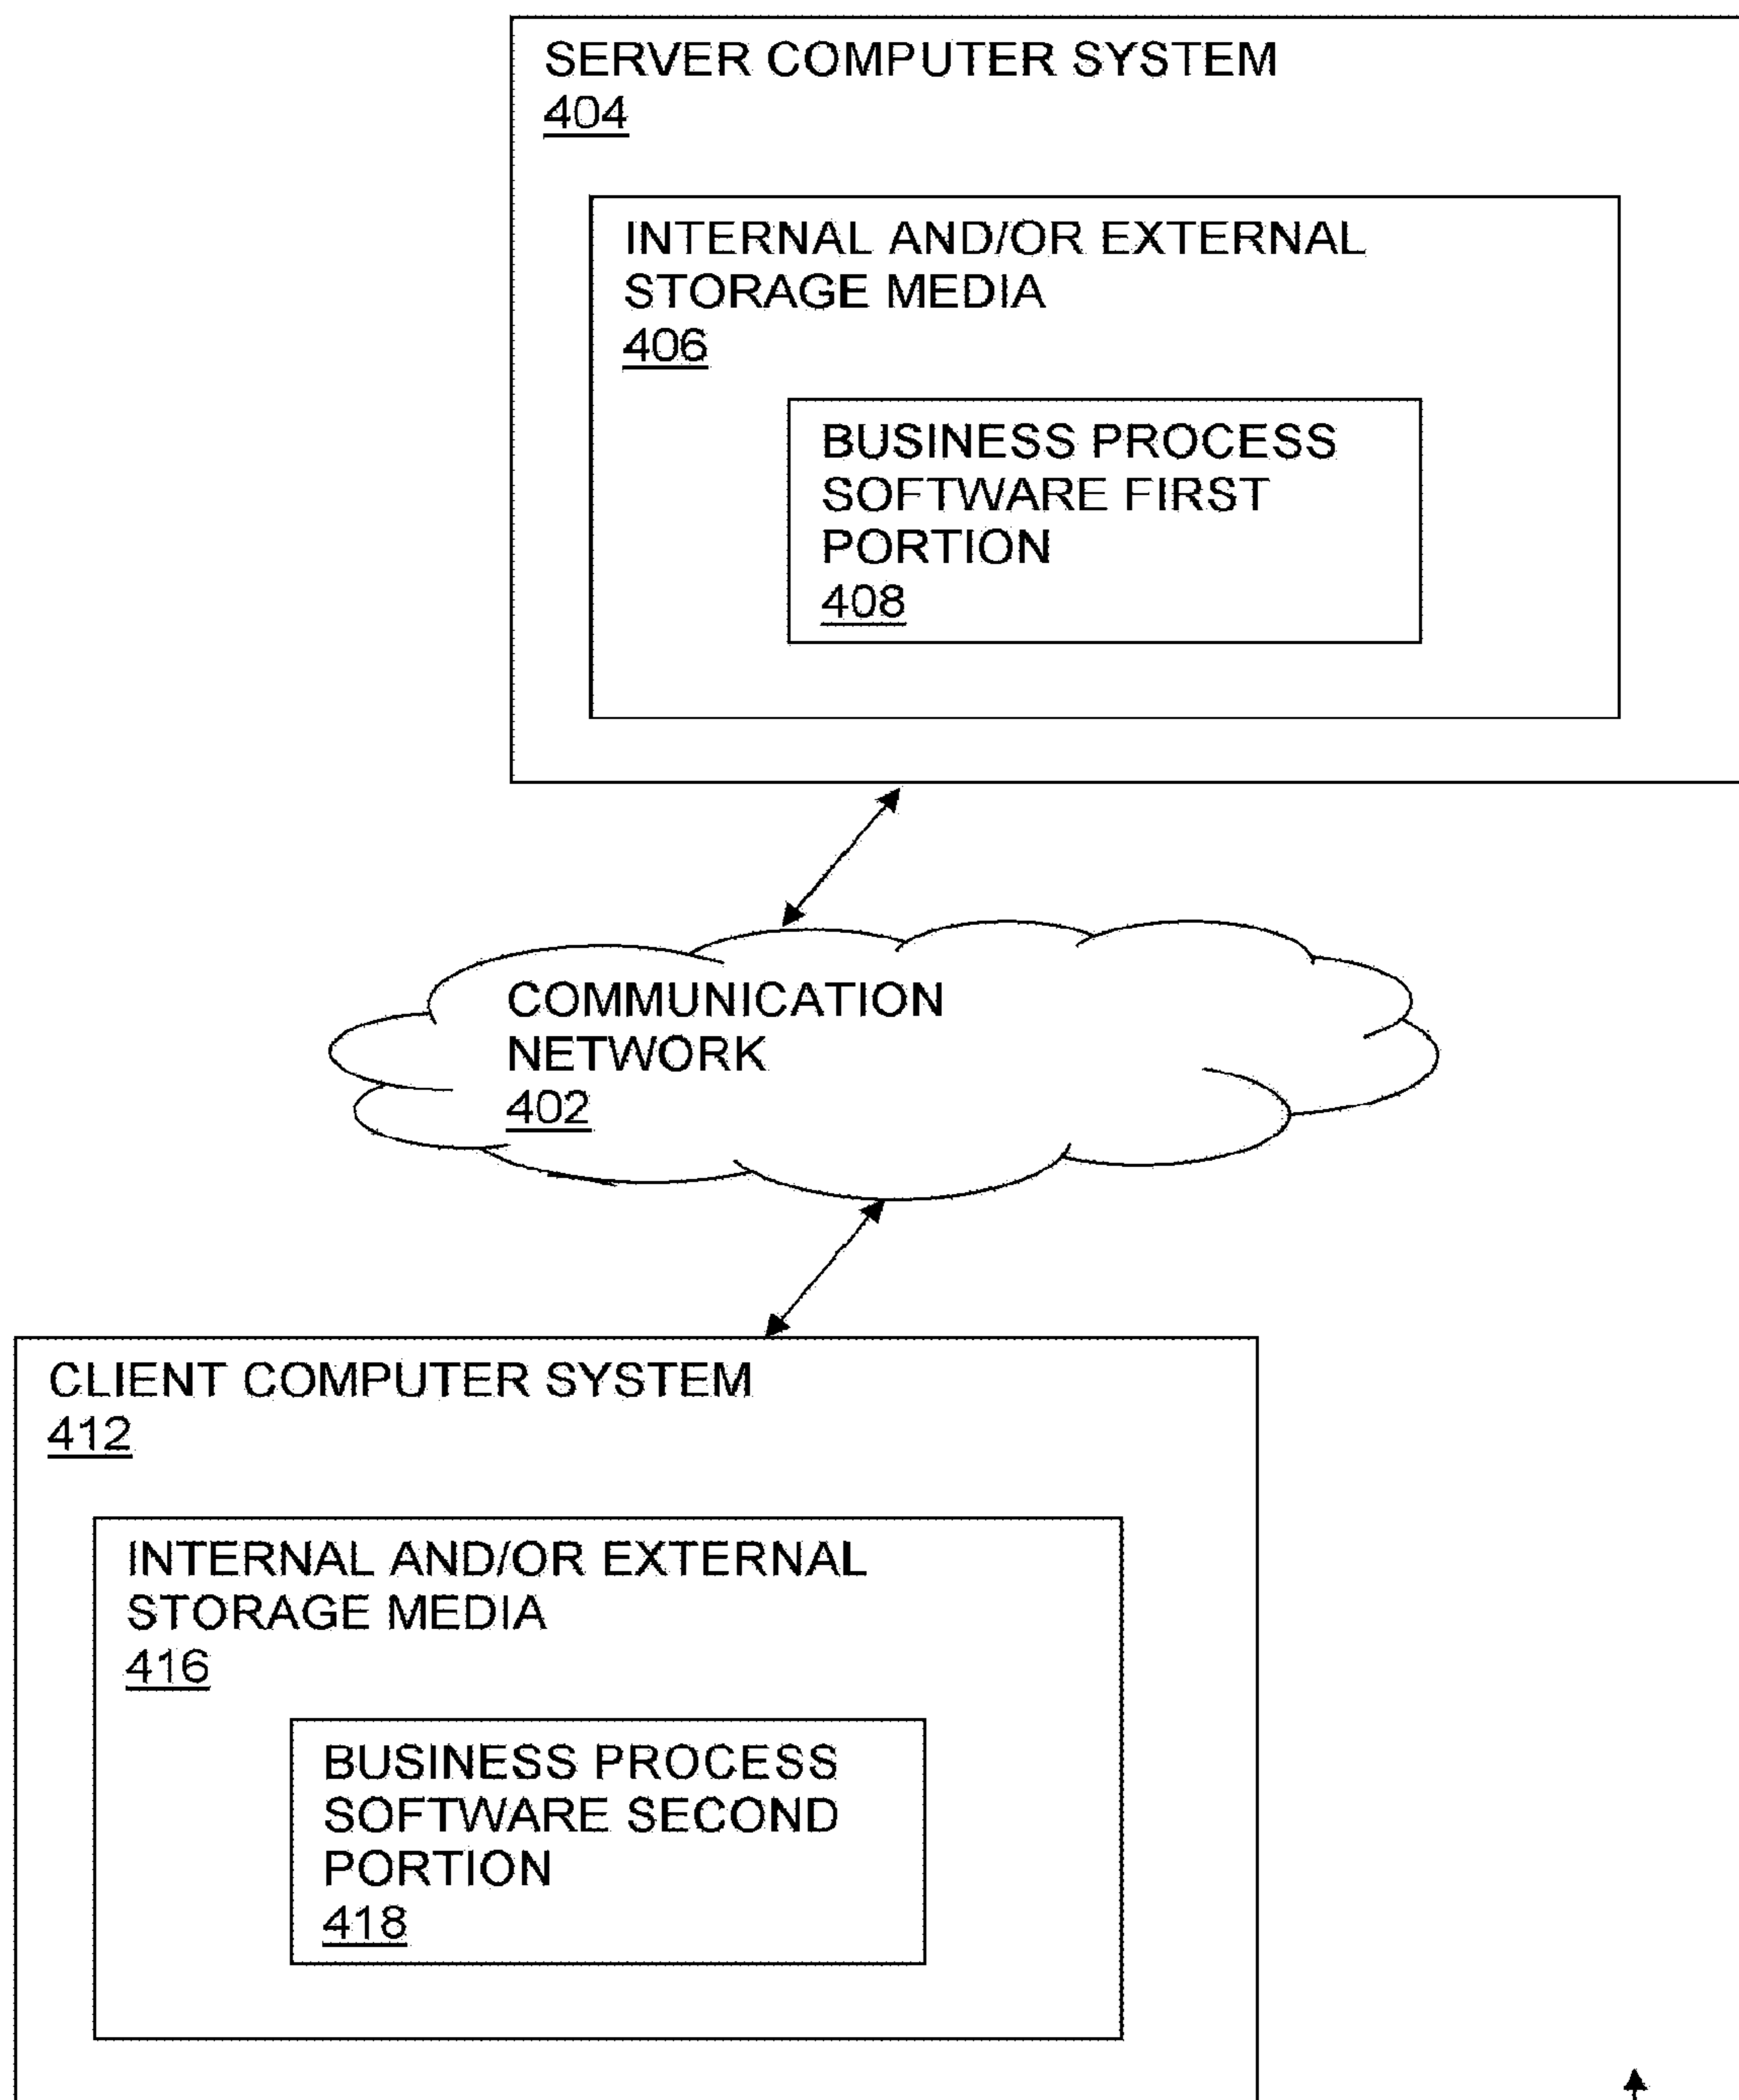 SERVER COMPUTER SYSTEM
404
INTERNAL AND/OR EXTERNAL
STORAGE MEDIA
406
BUSINESS PROCESS
SOFTWARE FIRST
PORTION
408
COMMUNICATION
NETWORK
402
CLIENT COMPUTER SYSTEM
412
INTERNAL AND/OR EXTERNAL
STORAGE MEDIA
416
BUSINESS PROCESS
SOFTWARE SECOND
PORTION
418